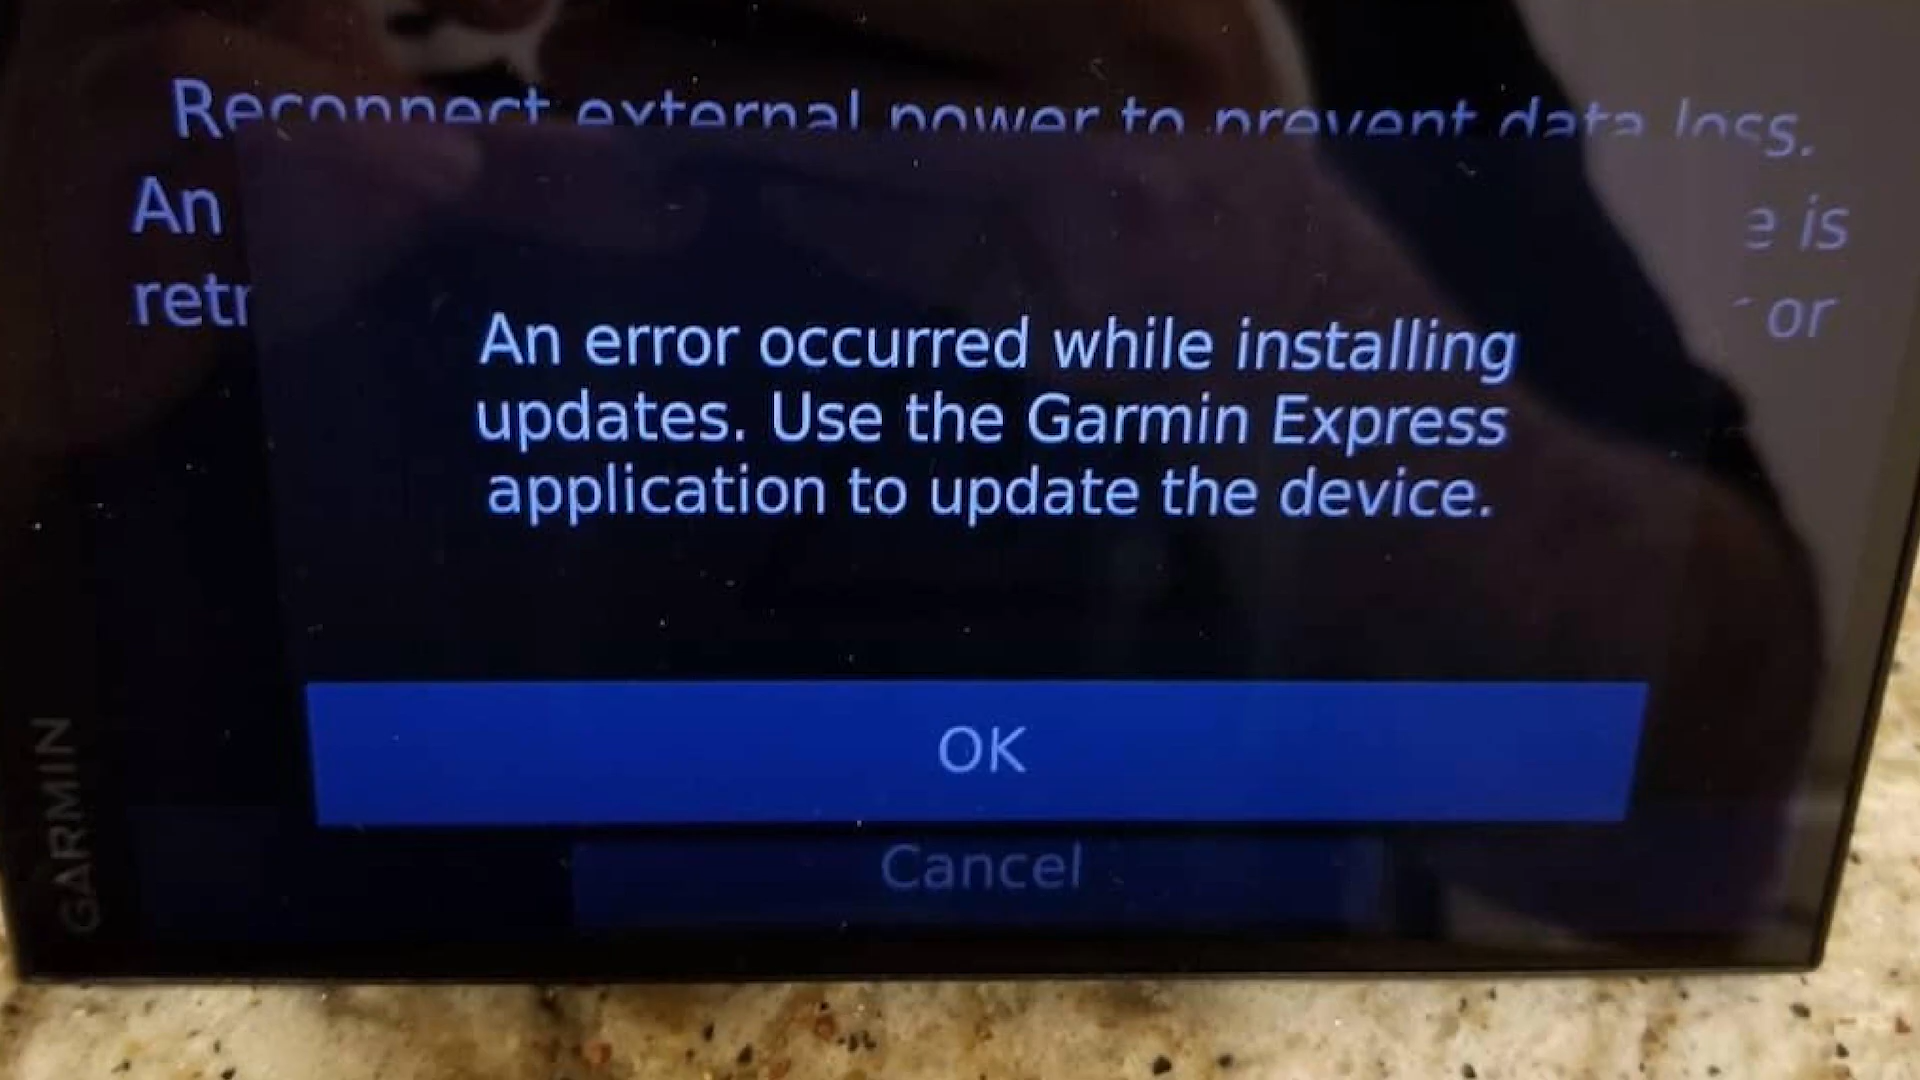 Reconnect external power to prevent data loss.
An
is
or
An error occurred while installing
updates. Use the Garmin Express
application to update the device.
OK
Cancel
GARMIN